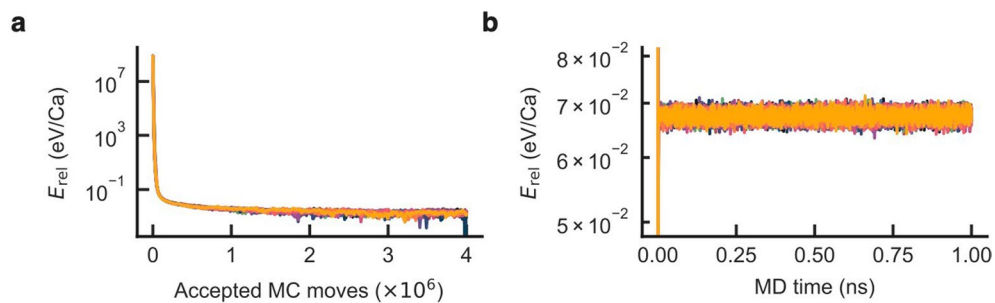 a
b
E_rel (eV/Ca)
10^7
10^3
10^−1
0 1 2 3 4
Accepted MC moves (×10^6)
E_rel (eV/Ca)
8 × 10^−2
7 × 10^−2
6 × 10^−2
5 × 10^−2
0.00 0.25 0.50 0.75 1.00
MD time (ns)